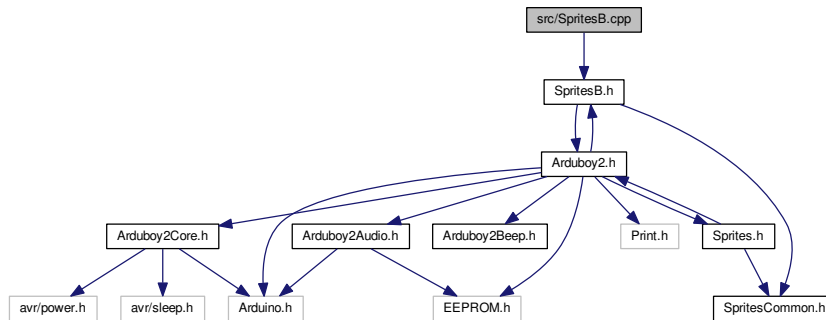 src/SpritesB.cpp
SpritesB.h
Arduboy2.h
Arduboy2Core.h
Arduboy2Audio.h
Arduboy2Beep.h
Print.h
Sprites.h
avr/power.h
avr/sleep.h
Arduino.h
EEPROM.h
SpritesCommon.h